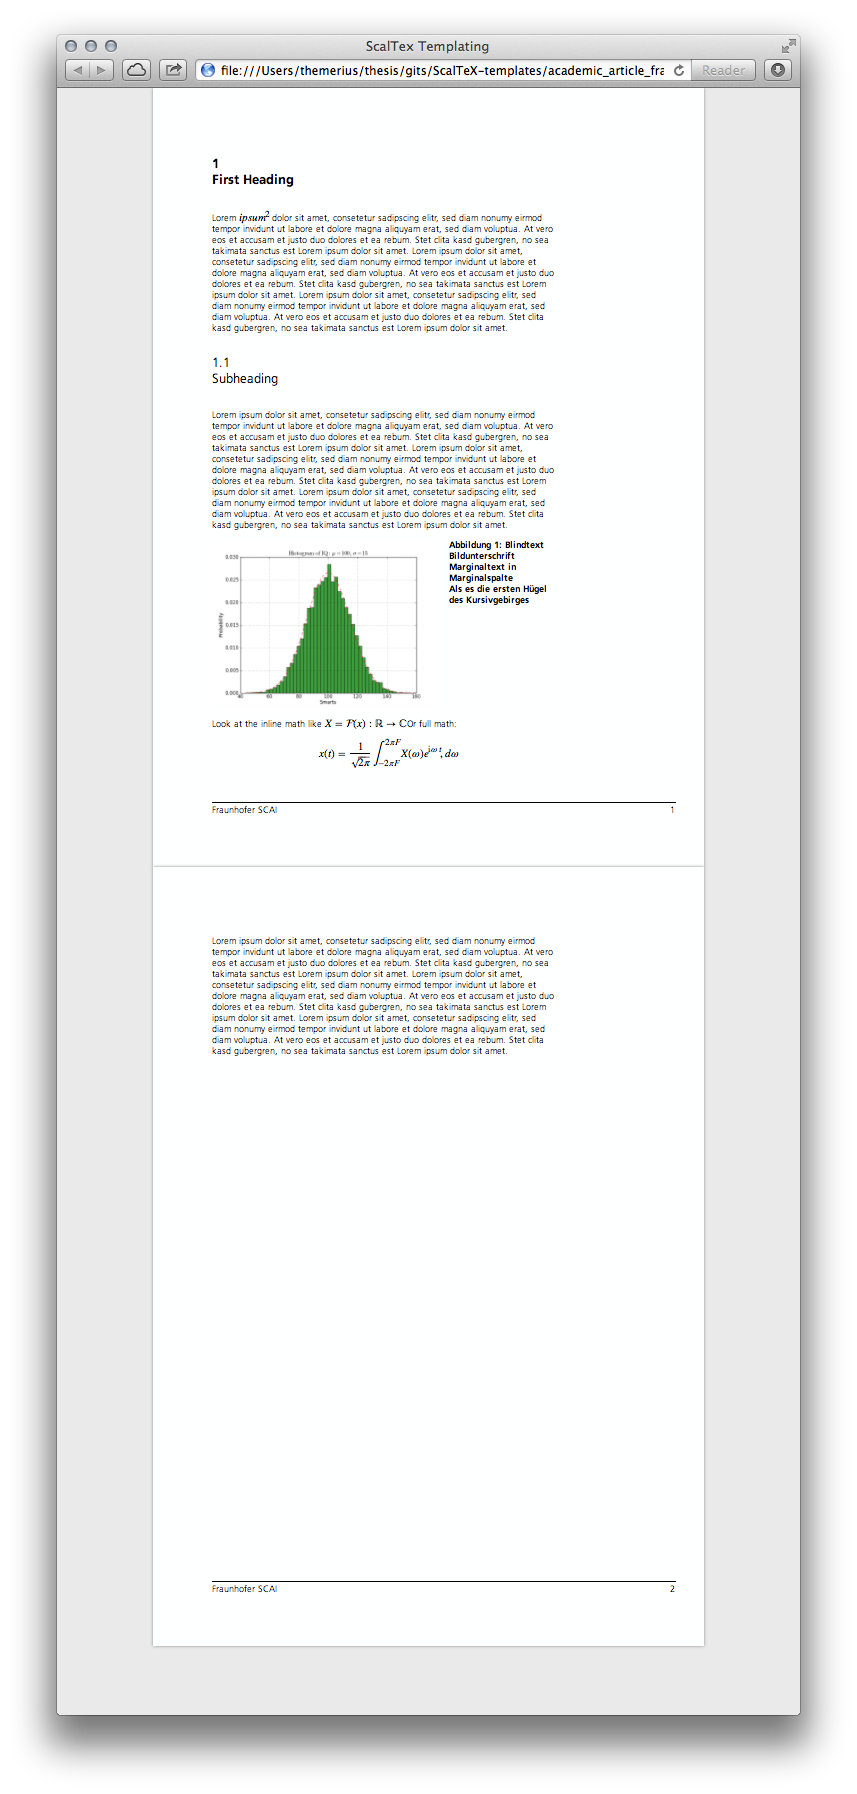 ScalTex Templating
file:///Users/themerius/thesis/gits/ScalTeX-templates/academic_article_fra
Reader
1
First Heading
Lorem ipsum² dolor sit amet, consetetur sadipscing elitr, sed diam nonumy eirmod
tempor invidunt ut labore et dolore magna aliquyam erat, sed diam voluptua. At vero
eos et accusam et justo duo dolores et ea rebum. Stet clita kasd gubergren, no sea
takimata sanctus est Lorem ipsum dolor sit amet. Lorem ipsum dolor sit amet,
consetetur sadipscing elitr, sed diam nonumy eirmod tempor invidunt ut labore et
dolore magna aliquyam erat, sed diam voluptua. At vero eos et accusam et justo duo
dolores et ea rebum. Stet clita kasd gubergren, no sea takimata sanctus est Lorem
ipsum dolor sit amet. Lorem ipsum dolor sit amet, consetetur sadipscing elitr, sed
diam nonumy eirmod tempor invidunt ut labore et dolore magna aliquyam erat, sed
diam voluptua. At vero eos et accusam et justo duo dolores et ea rebum. Stet clita
kasd gubergren, no sea takimata sanctus est Lorem ipsum dolor sit amet.
1.1
Subheading
Lorem ipsum dolor sit amet, consetetur sadipscing elitr, sed diam nonumy eirmod
tempor invidunt ut labore et dolore magna aliquyam erat, sed diam voluptua. At vero
eos et accusam et justo duo dolores et ea rebum. Stet clita kasd gubergren, no sea
takimata sanctus est Lorem ipsum dolor sit amet. Lorem ipsum dolor sit amet,
consetetur sadipscing elitr, sed diam nonumy eirmod tempor invidunt ut labore et
dolore magna aliquyam erat, sed diam voluptua. At vero eos et accusam et justo duo
dolores et ea rebum. Stet clita kasd gubergren, no sea takimata sanctus est Lorem
ipsum dolor sit amet. Lorem ipsum dolor sit amet, consetetur sadipscing elitr, sed
diam nonumy eirmod tempor invidunt ut labore et dolore magna aliquyam erat, sed
diam voluptua. At vero eos et accusam et justo duo dolores et ea rebum. Stet clita
kasd gubergren, no sea takimata sanctus est Lorem ipsum dolor sit amet.
Histogram of IQ: μ = 100, σ = 15
0.030
0.025
0.020
0.015
0.010
0.005
0.000
Probability
40 60 80 100 120 140 160
Smarts
Abbildung 1: Blindtext
Bildunterschrift
Marginaltext in
Marginalspalte
Als es die ersten Hügel
des Kursivgebirges
Look at the inline math like X = F(x) : ℝ → ℂOr full math:
x(t) = 1/√2π ∫_{−2πF}^{2πF} X(ω)e^{jω t}, dω
Fraunhofer SCAI 1
Lorem ipsum dolor sit amet, consetetur sadipscing elitr, sed diam nonumy eirmod
tempor invidunt ut labore et dolore magna aliquyam erat, sed diam voluptua. At vero
eos et accusam et justo duo dolores et ea rebum. Stet clita kasd gubergren, no sea
takimata sanctus est Lorem ipsum dolor sit amet. Lorem ipsum dolor sit amet,
consetetur sadipscing elitr, sed diam nonumy eirmod tempor invidunt ut labore et
dolore magna aliquyam erat, sed diam voluptua. At vero eos et accusam et justo duo
dolores et ea rebum. Stet clita kasd gubergren, no sea takimata sanctus est Lorem
ipsum dolor sit amet. Lorem ipsum dolor sit amet, consetetur sadipscing elitr, sed
diam nonumy eirmod tempor invidunt ut labore et dolore magna aliquyam erat, sed
diam voluptua. At vero eos et accusam et justo duo dolores et ea rebum. Stet clita
kasd gubergren, no sea takimata sanctus est Lorem ipsum dolor sit amet.
Fraunhofer SCAI 2